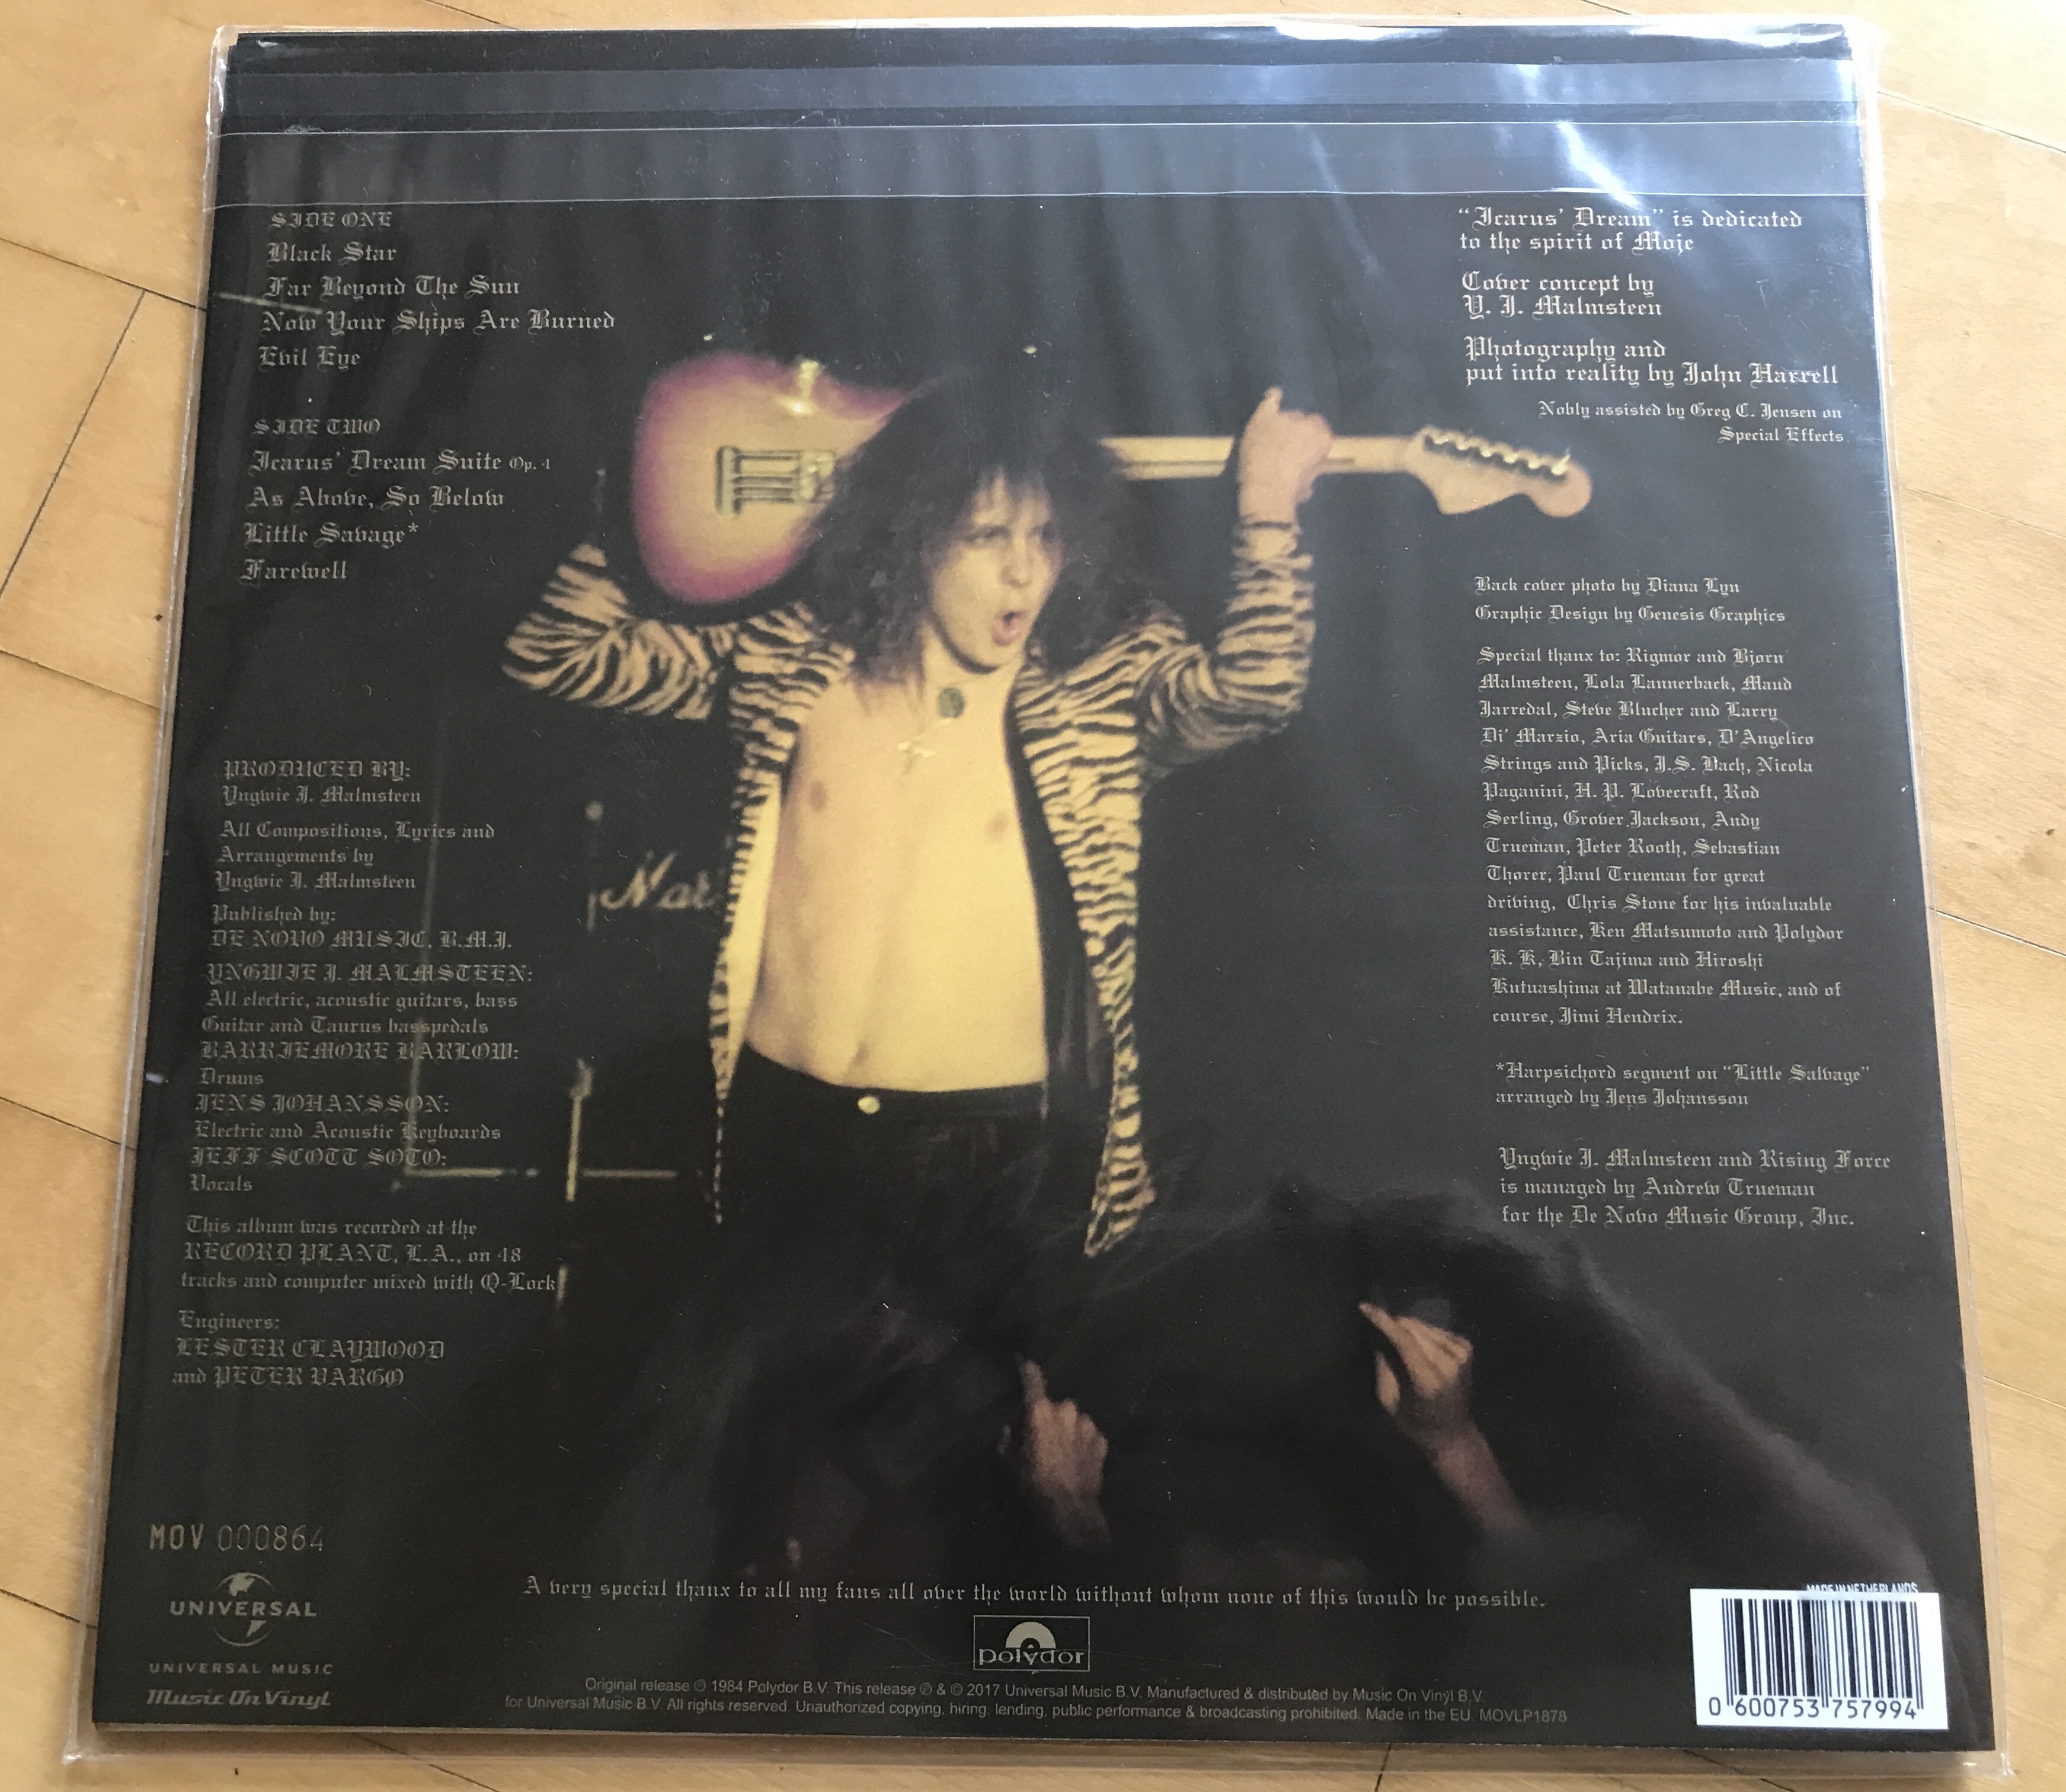 SIDE ONE
Black Star
Far Beyond The Sun
Now Your Ships Are Burned
Evil Eye
SIDE TWO
Icarus' Dream Suite Op. 4
As Above, So Below
Little Savage*
Farewell
PRODUCED BY:
Yngwie J. Malmsteen
All Compositions, Lyrics and
Arrangements by
Yngwie J. Malmsteen
Published by:
DE NOVO MUSIC, B.M.I.
YNGWIE J. MALMSTEEN:
All electric, acoustic guitars, bass
Guitar and Taurus basspedals
BARRIEMORE BARLOW:
Drums
JENS JOHANSSON:
Electric and Acoustic Keyboards
JEFF SCOTT SOTO:
Vocals
This album was recorded at the
RECORD PLANT, L.A., on 48
tracks and computer mixed with Q-Lock
Engineers:
LESTER CLAYWOOD
and PETER VARGO
"Icarus' Dream" is dedicated
to the spirit of Moje
Cover concept by
Y. J. Malmsteen
Photography and
put into reality by John Harrell
Nobly assisted by Greg C. Jensen on
Special Effects
Back cover photo by Diana Lyn
Graphic Design by Genesis Graphics
Special thanx to: Rigmor and Bjorn
Malmsteen, Lola Lannerback, Maud
Jarredal, Steve Blucher and Larry
Di' Marzio, Aria Guitars, D'Angelico
Strings and Picks, J.S. Bach, Nicola
Paganini, H. P. Lovecraft, Rod
Serling, Grover Jackson, Andy
Trueman, Peter Rooth, Sebastian
Thorer, Paul Trueman for great
driving, Chris Stone for his invaluable
assistance, Ken Matsumoto and Polydor
K. K, Bin Tajima and Hiroshi
Kutuashima at Watanabe Music, and of
course, Jimi Hendrix.
*Harpsichord segment on "Little Salvage"
arranged by Jens Johansson
Yngwie J. Malmsteen and Rising Force
is managed by Andrew Trueman
for the De Novo Music Group, Inc.
Mar
MOV 000864
UNIVERSAL
UNIVERSAL MUSIC
Music On Vinyl
A very special thanx to all my fans all over the world without whom none of this would be possible.
polydor
Original release ℗ 1984 Polydor B.V. This release ℗ & © 2017 Universal Music B.V. Manufactured & distributed by Music On Vinyl B.V.
for Universal Music B.V. All rights reserved. Unauthorized copying, hiring, lending, public performance & broadcasting prohibited. Made in the EU. MOVLP1878
MADE IN NETHERLANDS
0 600753 757994